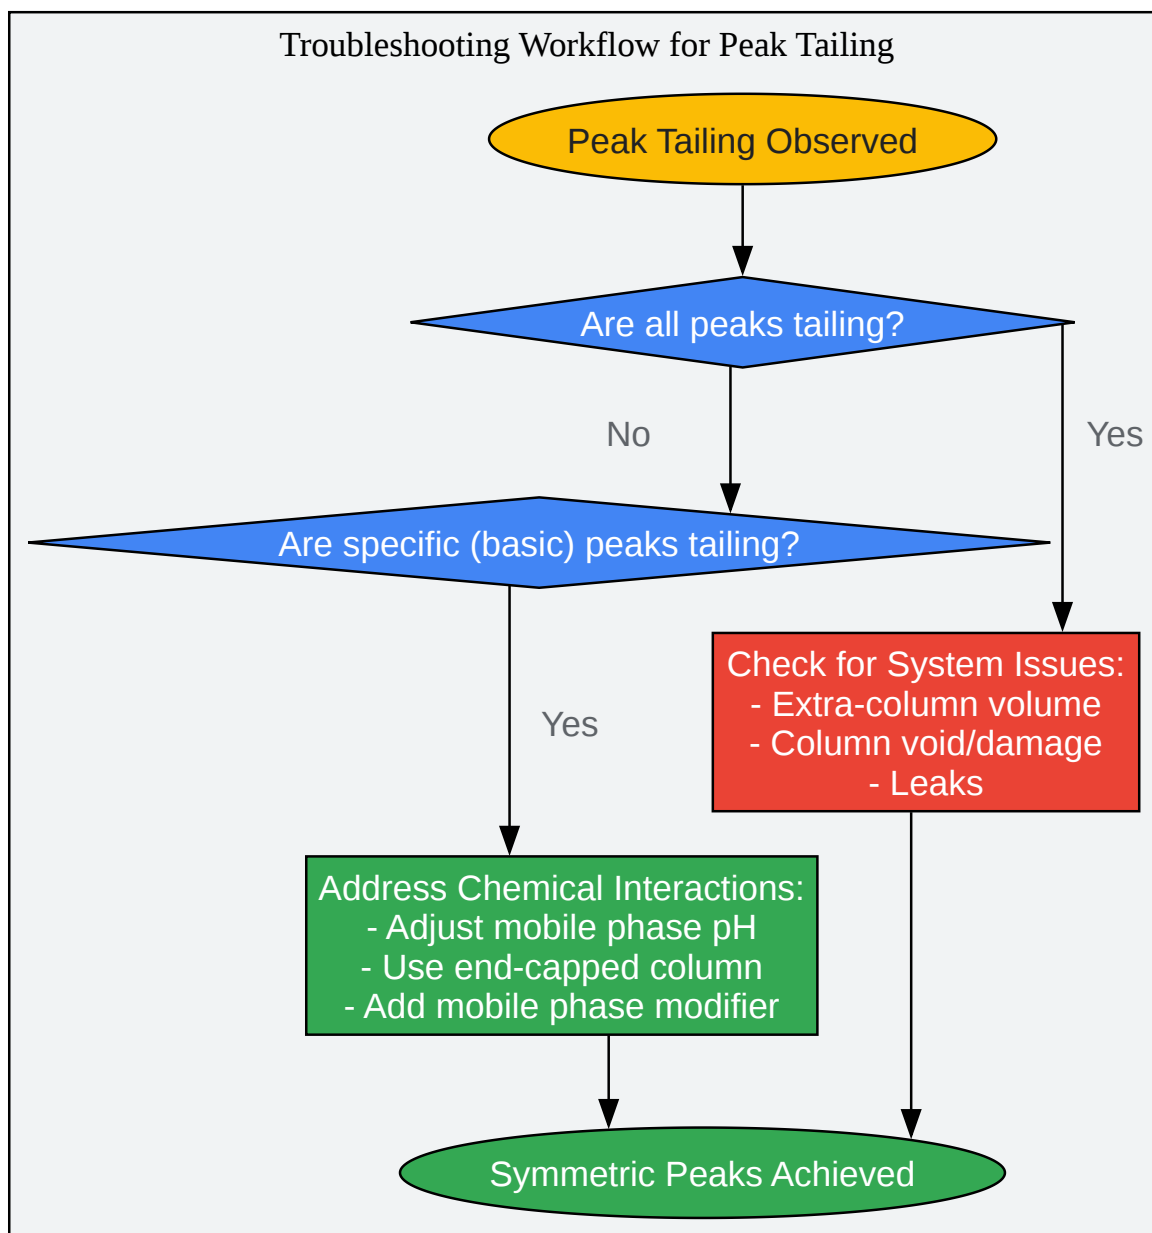 Troubleshooting Workflow for Peak Tailing
Peak Tailing Observed
Are all peaks tailing?
No
Yes
Are specific (basic) peaks tailing?
Yes
Check for System Issues:
- Extra-column volume
- Column void/damage
- Leaks
Address Chemical Interactions:
- Adjust mobile phase pH
- Use end-capped column
- Add mobile phase modifier
Symmetric Peaks Achieved